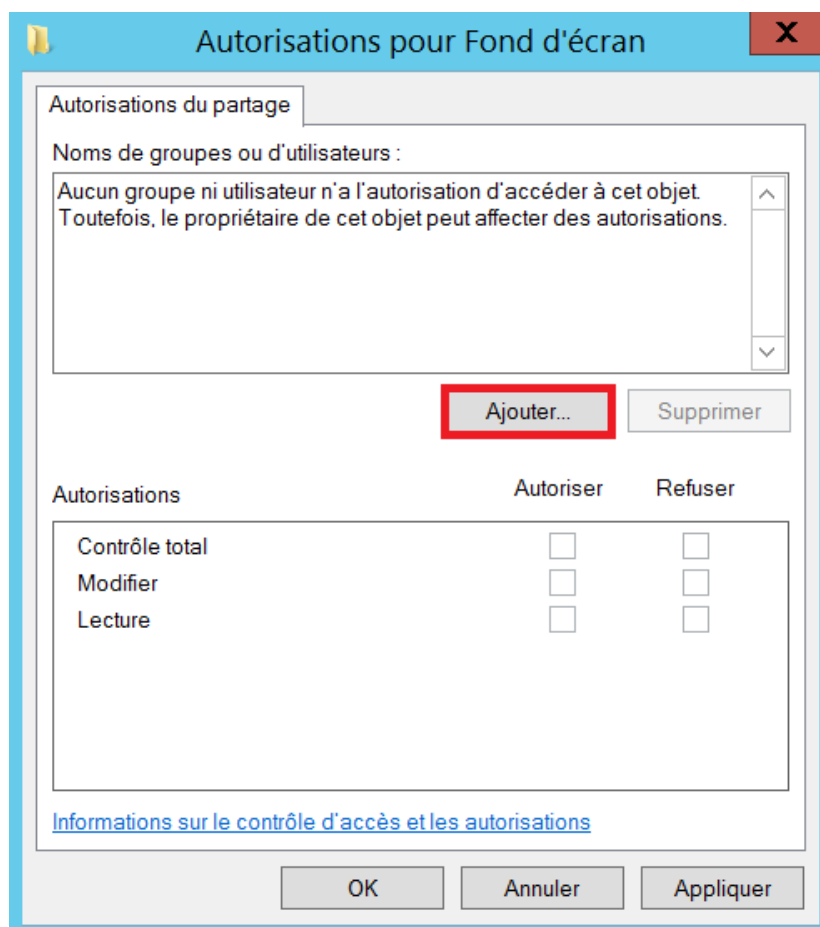 Autorisations pour Fond d'écran
X
Autorisations du partage
Noms de groupes ou d'utilisateurs :
Aucun groupe ni utilisateur n'a l'autorisation d'accéder à cet objet.
Toutefois, le propriétaire de cet objet peut affecter des autorisations.
Ajouter...
Supprimer
Autorisations
Autoriser
Refuser
Contrôle total
Modifier
Lecture
Informations sur le contrôle d'accès et les autorisations
OK
Annuler
Appliquer